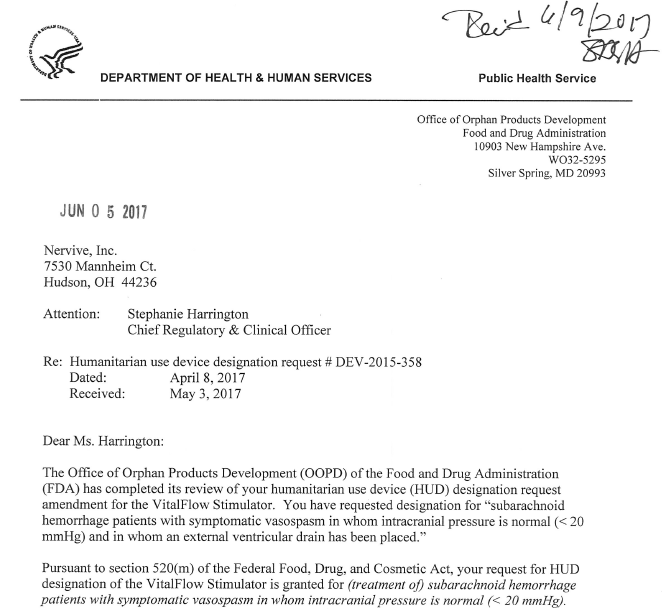 Rec'd 6/9/2017
DEPARTMENT OF HEALTH & HUMAN SERVICES
Public Health Service
Office of Orphan Products Development
Food and Drug Administration
10903 New Hampshire Ave.
WO32-5295
Silver Spring, MD 20993
JUN 05 2017
Nervive, Inc.
7530 Mannheim Ct.
Hudson, OH 44236
Attention: Stephanie Harrington
Chief Regulatory & Clinical Officer
Re: Humanitarian use device designation request # DEV-2015-358
Dated: April 8, 2017
Received: May 3, 2017
Dear Ms. Harrington:
The Office of Orphan Products Development (OOPD) of the Food and Drug Administration
(FDA) has completed its review of your humanitarian use device (HUD) designation request
amendment for the VitalFlow Stimulator. You have requested designation for “subarachnoid
hemorrhage patients with symptomatic vasospasm in whom intracranial pressure is normal (< 20
mmHg) and in whom an external ventricular drain has been placed.”
Pursuant to section 520(m) of the Federal Food, Drug, and Cosmetic Act, your request for HUD
designation of the VitalFlow Stimulator is granted for (treatment of) subarachnoid hemorrhage
patients with symptomatic vasospasm in whom intracranial pressure is normal (< 20 mmHg).